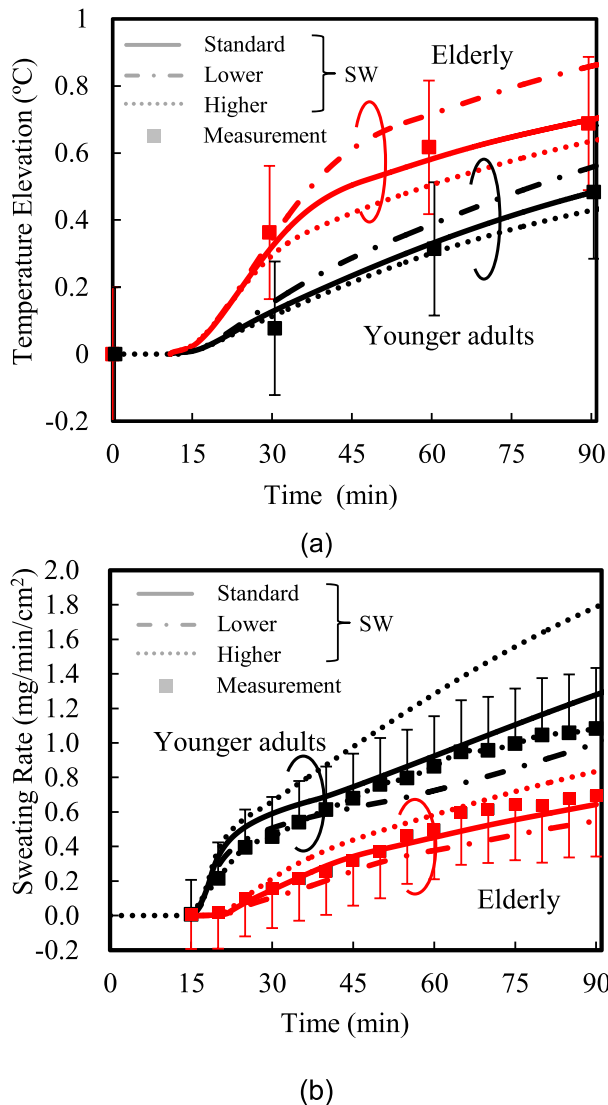 Temperature Elevation (ºC)
1
0.8
0.6
0.4
0.2
0
-0.2
Standard
Lower
Higher
SW
Measurement
Elderly
Younger adults
0 15 30 45 60 75 90
Time (min)
(a)
Sweating Rate (mg/min/cm²)
2.0
1.8
1.6
1.4
1.2
1.0
0.8
0.6
0.4
0.2
0.0
-0.2
Standard
Lower
Higher
SW
Measurement
Younger adults
Elderly
0 15 30 45 60 75 90
Time (min)
(b)